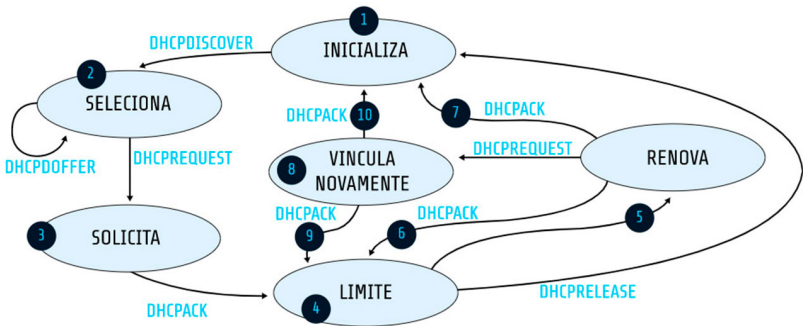 1
INICIALIZA
DHCPDISCOVER
2
SELECIONA
DHCPDOFFER
DHCPREQUEST
3
SOLICITA
DHCPACK
4
LIMITE
5
RENOVA
6
DHCPACK
7
DHCPACK
DHCPREQUEST
8
VINCULA
NOVAMENTE
9
DHCPACK
10
DHCPACK
DHCPRELEASE